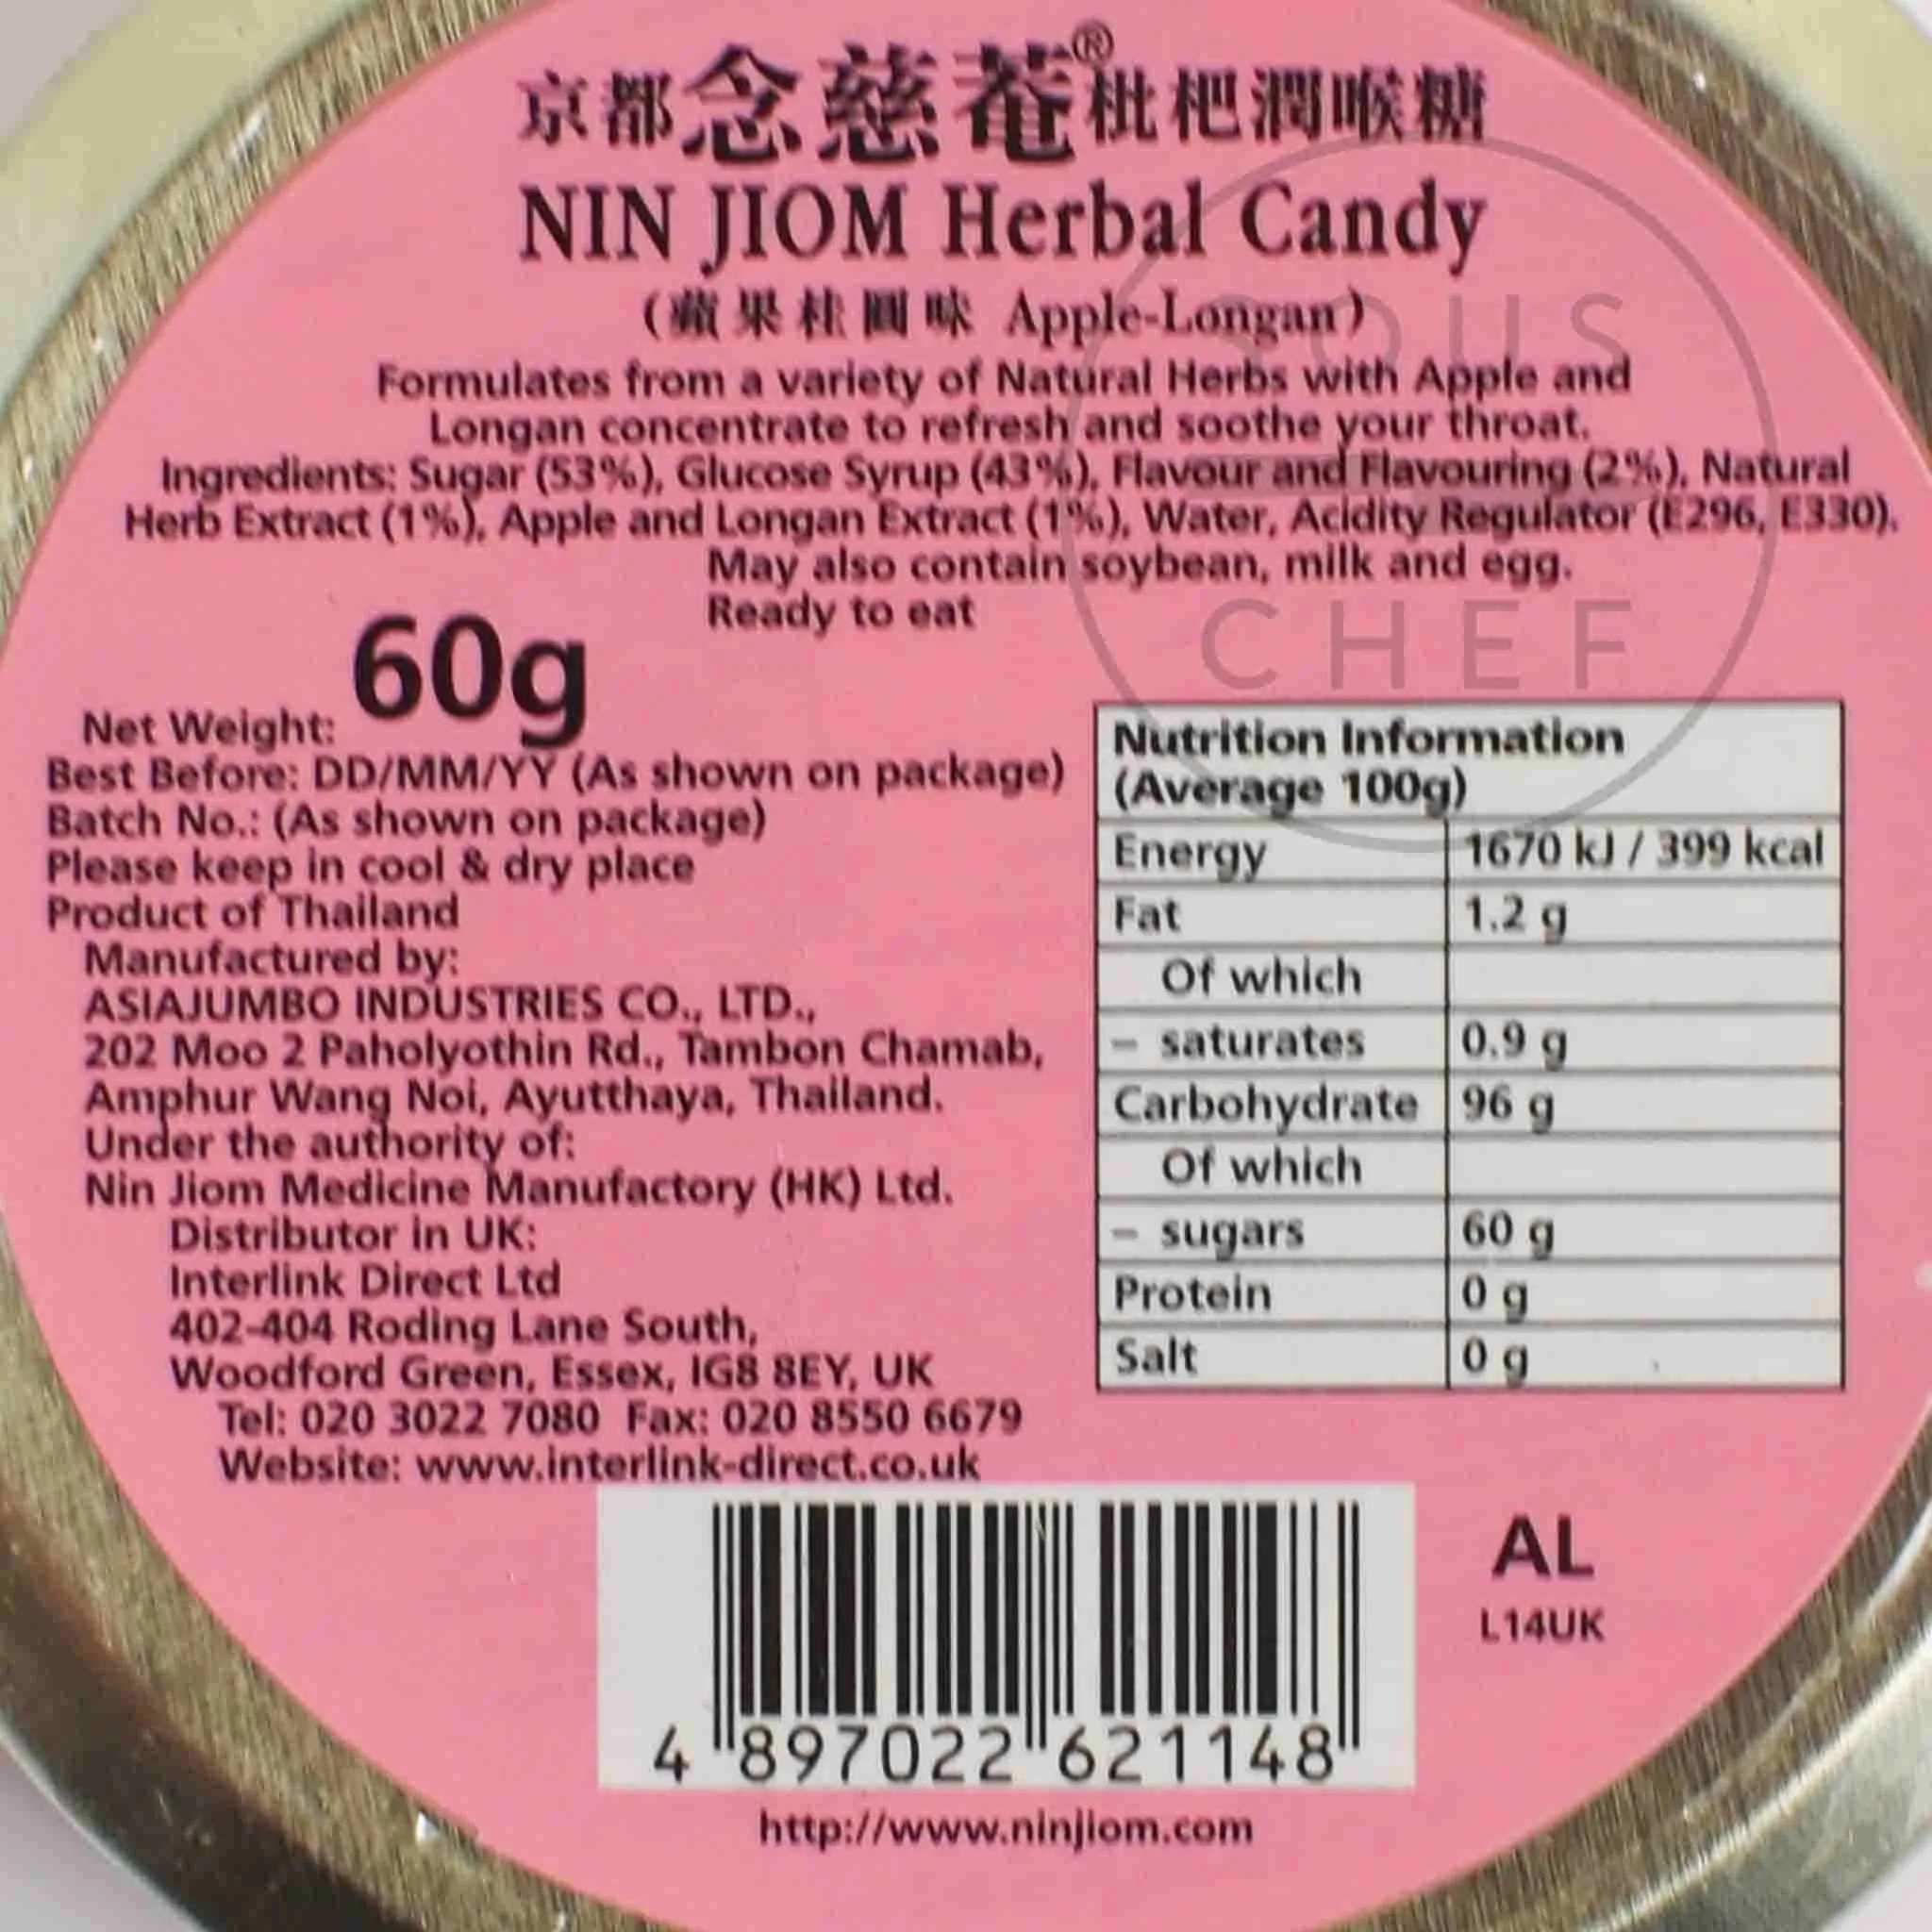 京都念慈菴®枇杷潤喉糖
NIN JIOM Herbal Candy
(蘋果桂圓味 Apple-Longan)
Formulates from a variety of Natural Herbs with Apple and
Longan concentrate to refresh and soothe your throat.
Ingredients: Sugar (53%), Glucose Syrup (43%), Flavour and Flavouring (2%), Natural
Herb Extract (1%), Apple and Longan Extract (1%), Water, Acidity Regulator (E296, E330).
May also contain soybean, milk and egg.
Ready to eat
Net Weight: 60g
Best Before: DD/MM/YY (As shown on package)
Batch No.: (As shown on package)
Please keep in cool & dry place
Product of Thailand
Manufactured by:
ASIAJUMBO INDUSTRIES CO., LTD.,
202 Moo 2 Paholyothin Rd., Tambon Chamab,
Amphur Wang Noi, Ayutthaya, Thailand.
Under the authority of:
Nin Jiom Medicine Manufactory (HK) Ltd.
Distributor in UK:
Interlink Direct Ltd
402-404 Roding Lane South,
Woodford Green, Essex, IG8 8EY, UK
Tel: 020 3022 7080 Fax: 020 8550 6679
Website: www.interlink-direct.co.uk
Nutrition Information
(Average 100g)
Energy 1670 kJ / 399 kcal
Fat 1.2 g
Of which
– saturates 0.9 g
Carbohydrate 96 g
Of which
– sugars 60 g
Protein 0 g
Salt 0 g
AL
L14UK
4 897022 621148
http://www.ninjiom.com
SOUS
CHEF